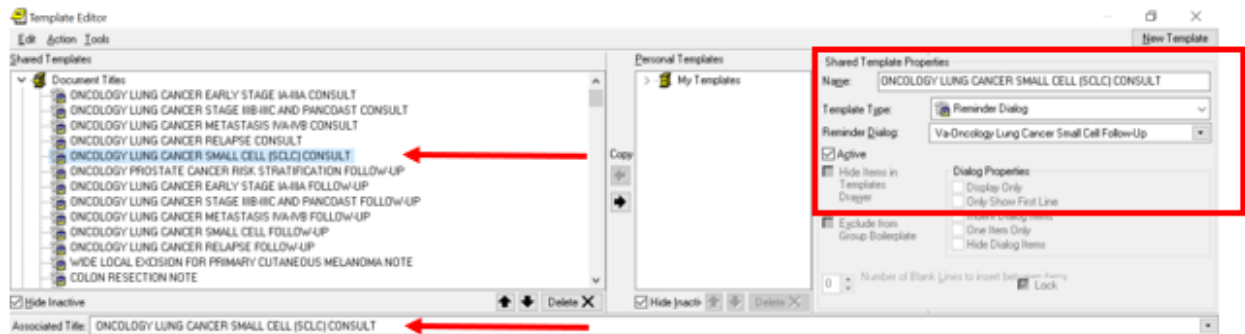 Template Editor
Edit Action Tools
New Template
Shared Templates
Document Titles
ONCOLOGY LUNG CANCER EARLY STAGE IA-IIIA CONSULT
ONCOLOGY LUNG CANCER STAGE IIIB-IIIC AND PANCOAST CONSULT
ONCOLOGY LUNG CANCER METASTASIS IVA-IVB CONSULT
ONCOLOGY LUNG CANCER RELAPSE CONSULT
ONCOLOGY LUNG CANCER SMALL CELL (SCLC) CONSULT
ONCOLOGY PROSTATE CANCER RISK STRATIFICATION FOLLOW-UP
ONCOLOGY LUNG CANCER EARLY STAGE IA-IIIA FOLLOW-UP
ONCOLOGY LUNG CANCER STAGE IIIB-IIIC AND PANCOAST FOLLOW-UP
ONCOLOGY LUNG CANCER METASTASIS IVA-IVB FOLLOW-UP
ONCOLOGY LUNG CANCER SMALL CELL FOLLOW-UP
ONCOLOGY LUNG CANCER RELAPSE FOLLOW-UP
WIDE LOCAL EXCISION FOR PRIMARY CUTANEOUS MELANOMA NOTE
COLON RESECTION NOTE
Hide Inactive
Delete
Copy
Personal Templates
My Templates
Hide Inactiv
Delete
Shared Template Properties
Name: ONCOLOGY LUNG CANCER SMALL CELL (SCLC) CONSULT
Template Type: Reminder Dialog
Reminder Dialog: Va-Oncology Lung Cancer Small Cell Follow-Up
Active
Hide Items in
Templates
Drawer
Exclude from
Group Boilerplate
Dialog Properties
Display Only
Only Show First Line
Indent Dialog Items
One Item Only
Hide Dialog Items
0 Number of Blank Lines to insert between items
Lock
Associated Title: ONCOLOGY LUNG CANCER SMALL CELL (SCLC) CONSULT